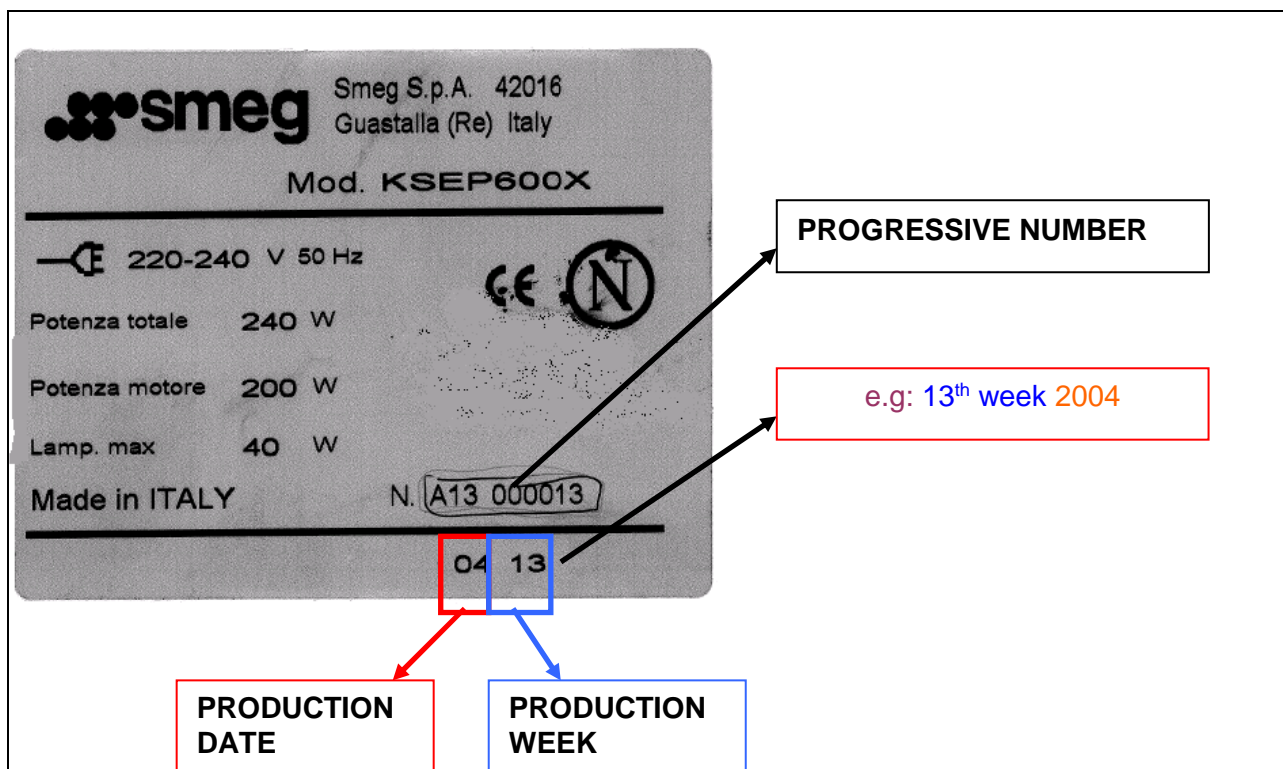 smeg
Smeg S.p.A. 42016
Guastalla (Re) Italy
Mod. KSEP600X
220-240 V 50 Hz
CE N
Potenza totale 240 W
Potenza motore 200 W
Lamp. max 40 W
Made in ITALY N. A13 000013
04 13
PROGRESSIVE NUMBER
e.g: 13th week 2004
PRODUCTION
DATE
PRODUCTION
WEEK